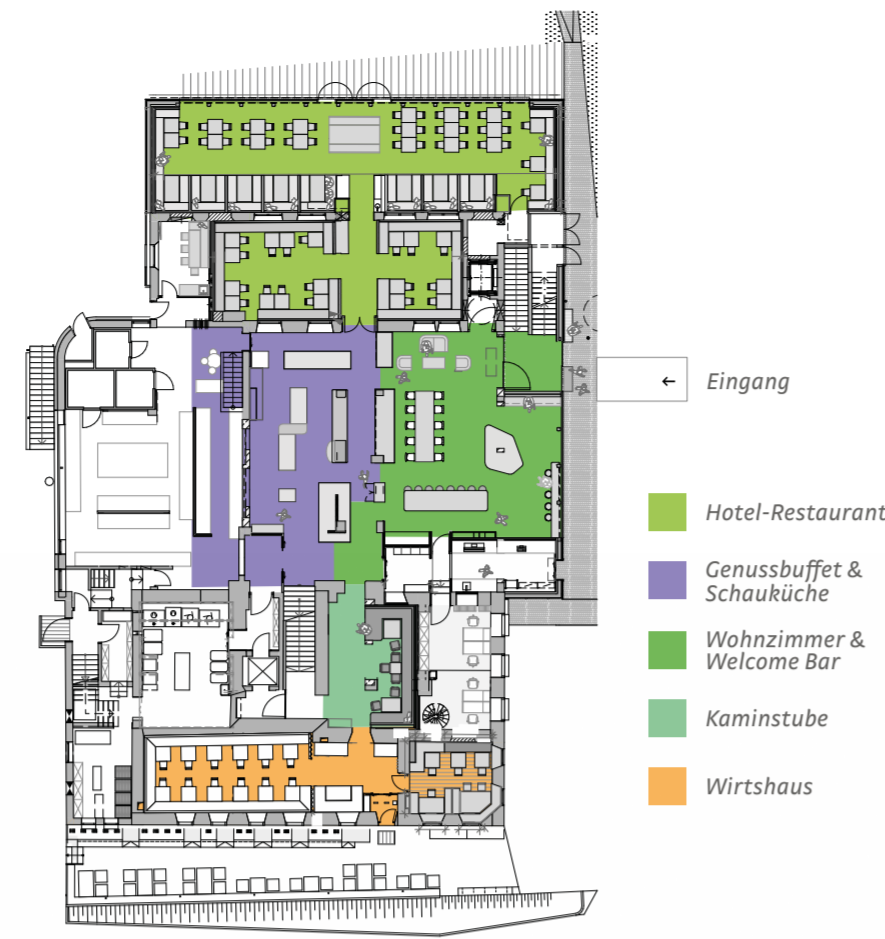 Eingang
Hotel-Restaurant
Genussbuffet &
Schauküche
Wohnzimmer &
Welcome Bar
Kaminstube
Wirtshaus